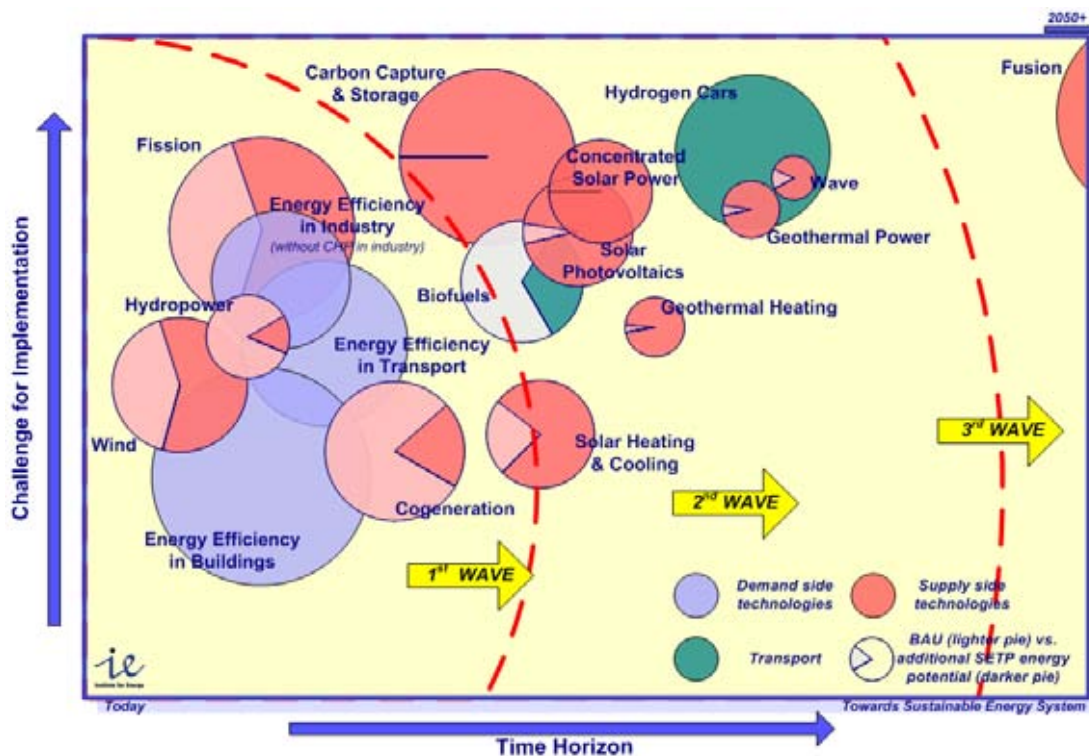 2050+
Carbon Capture
& Storage
Hydrogen Cars
Fusion
Fission
Concentrated
Solar Power
Wave
Energy Efficiency
in Industry
(without CHP in industry)
Geothermal Power
Solar
Photovoltaics
Biofuels
Hydropower
Geothermal Heating
Energy Efficiency
in Transport
Wind
Solar Heating
& Cooling
3rd WAVE
Cogeneration
2nd WAVE
Energy Efficiency
in Buildings
1st WAVE
Demand side
technologies
Supply side
technologies
Transport
BAU (lighter pie) vs.
additional SETP energy
potential (darker pie)
ie
Institute for Energy
Today
Towards Sustainable Energy System
Time Horizon
Challenge for Implementation